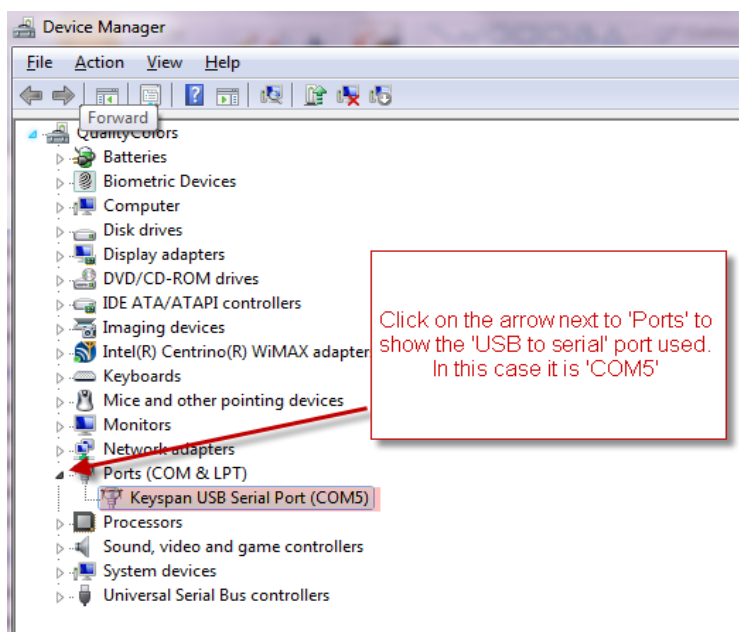 Device Manager
File Action View Help
Forward
QualityColors
Batteries
Biometric Devices
Computer
Disk drives
Display adapters
DVD/CD-ROM drives
IDE ATA/ATAPI controllers
Imaging devices
Intel(R) Centrino(R) WiMAX adapter
Keyboards
Mice and other pointing devices
Monitors
Network adapters
Ports (COM & LPT)
Keyspan USB Serial Port (COM5)
Processors
Sound, video and game controllers
System devices
Universal Serial Bus controllers
Click on the arrow next to 'Ports' to
show the 'USB to serial' port used.
In this case it is 'COM5'